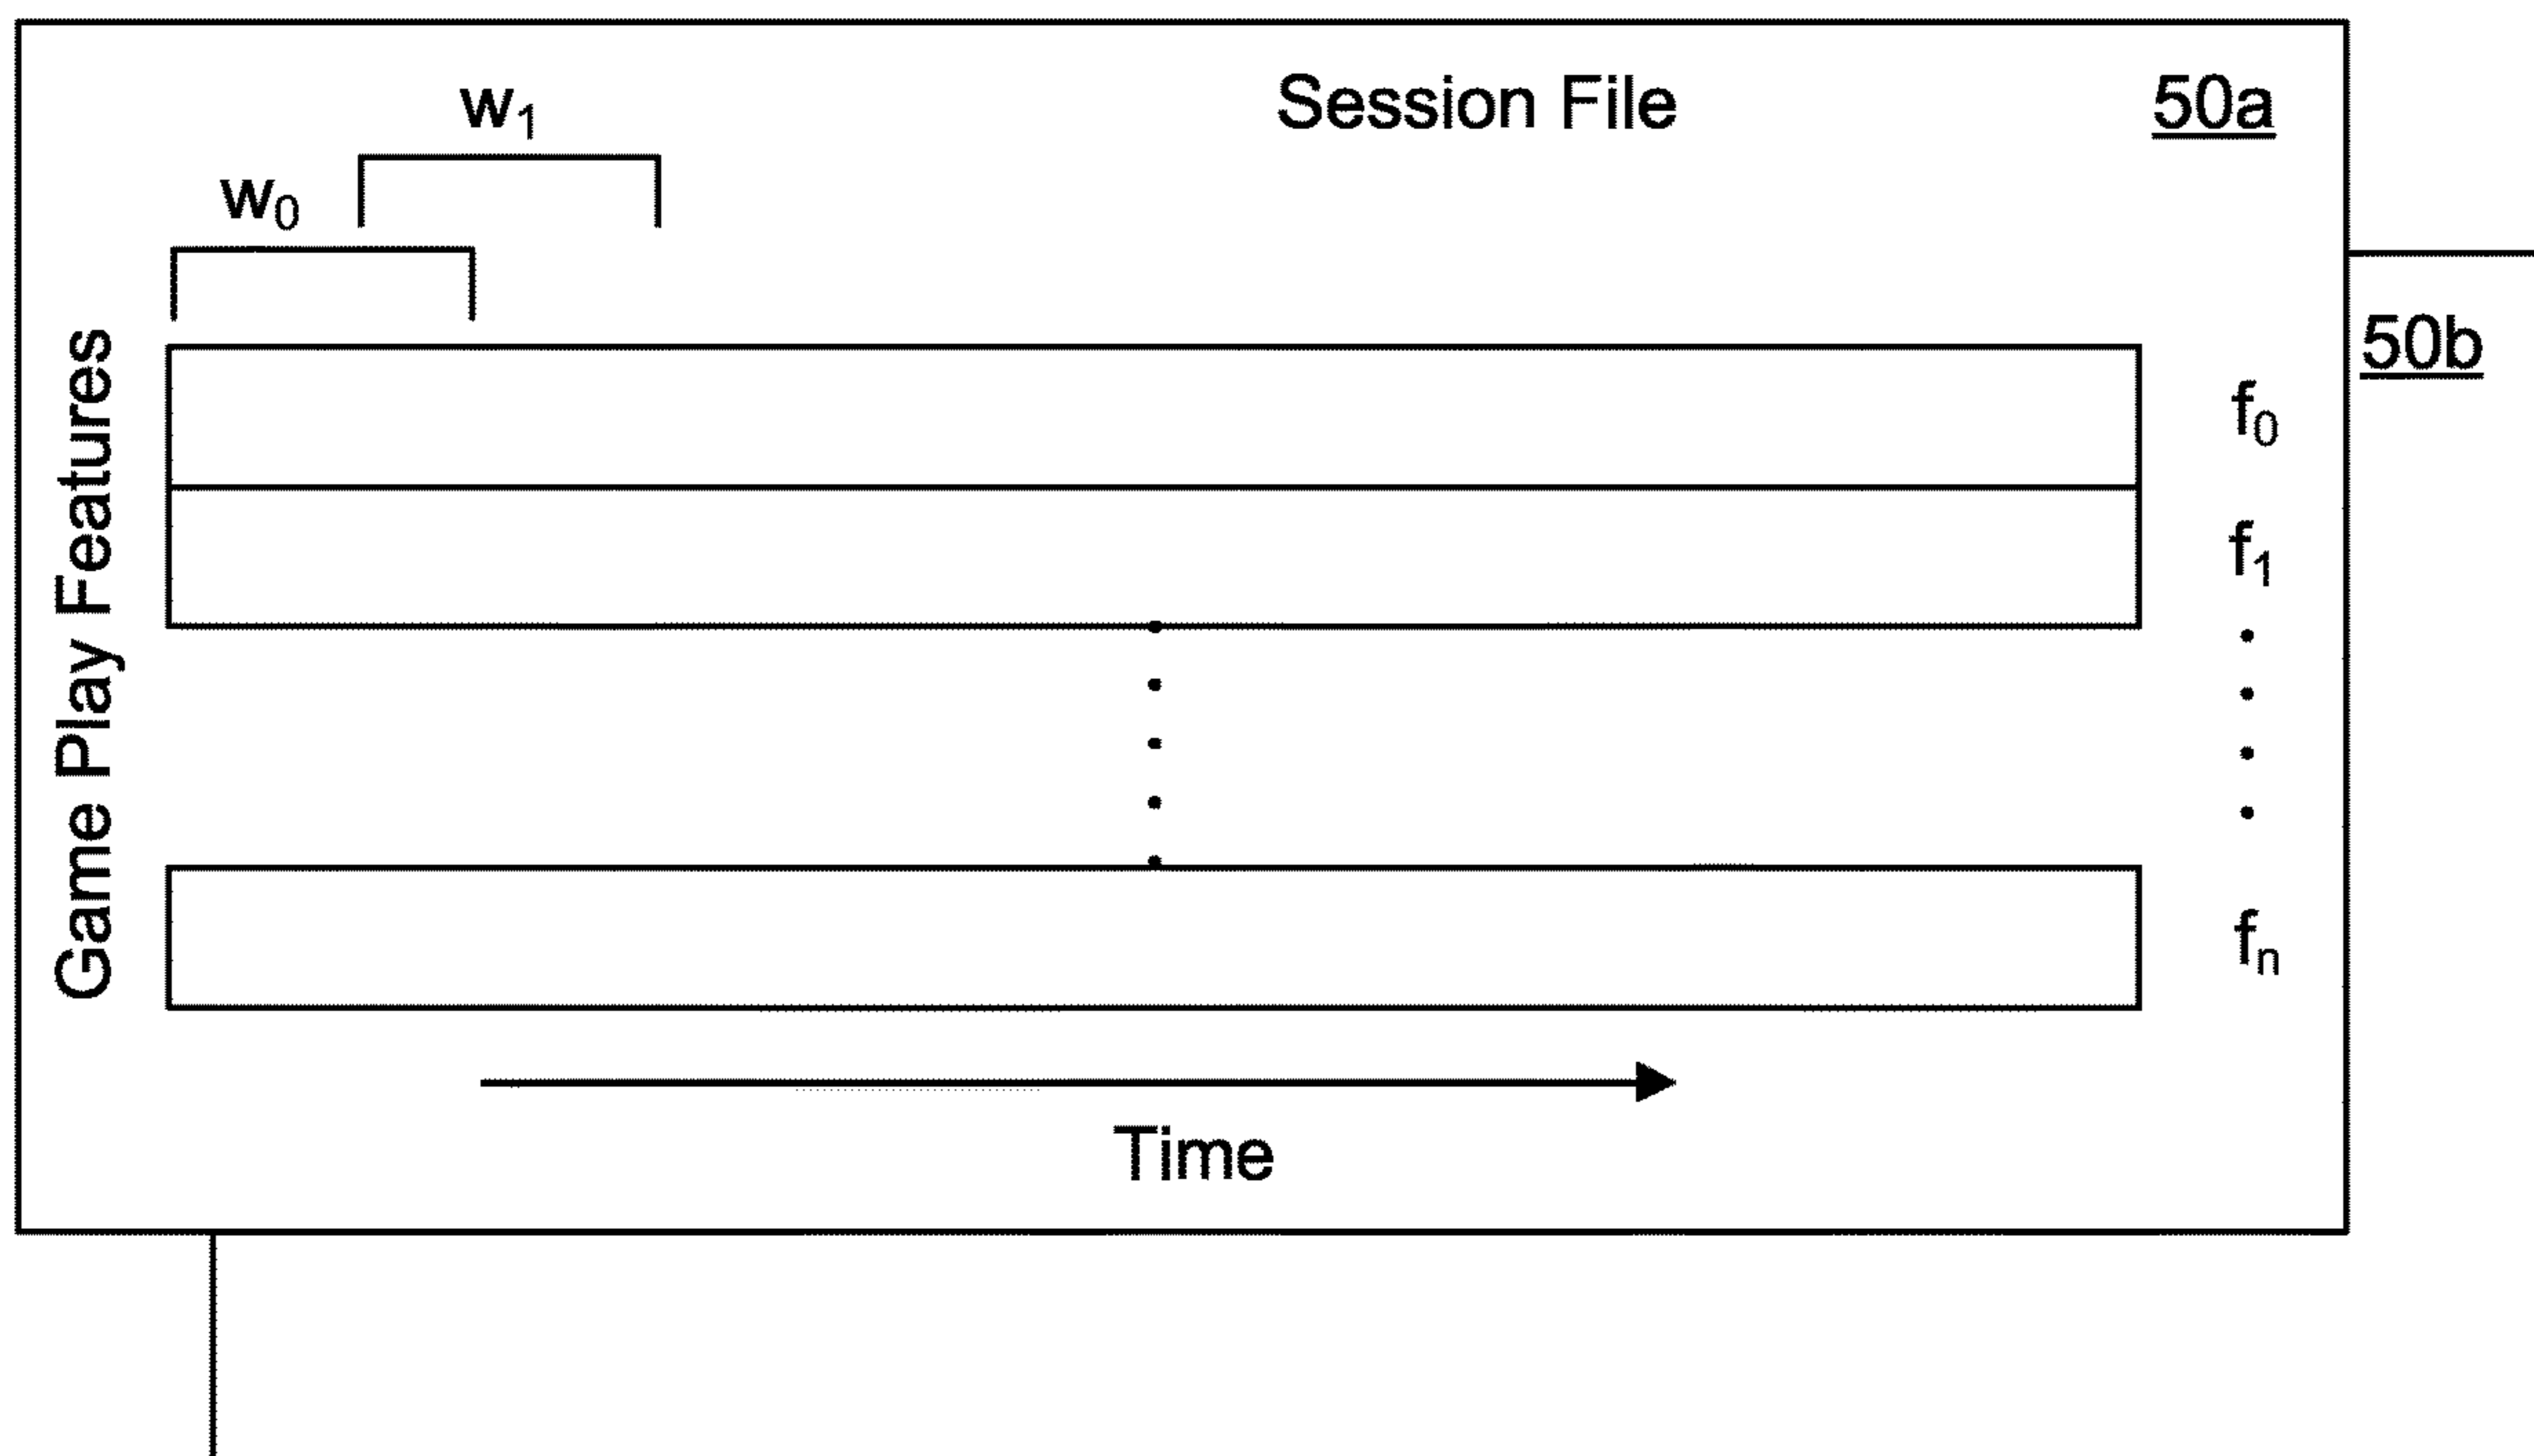 Session File
50a
w₁
w₀
50b
Game Play Features
f₀
f₁
fₙ
Time